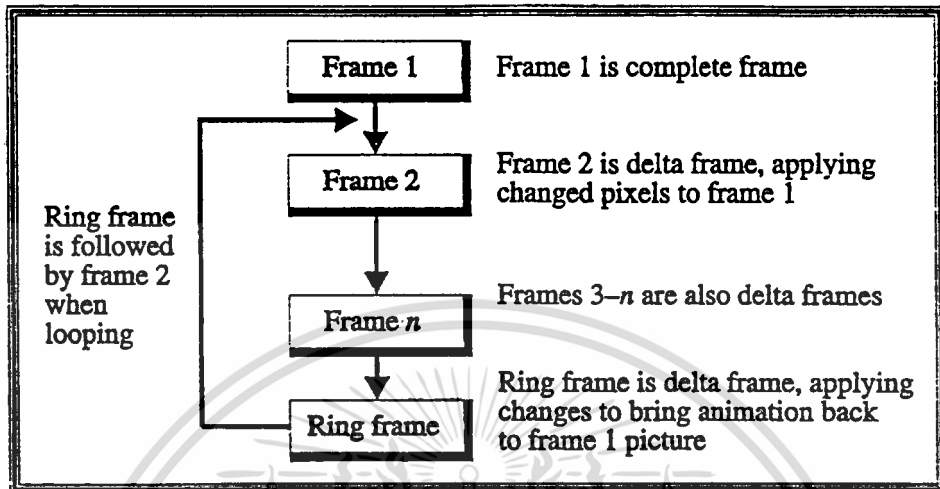 Frame 1
Frame 1 is complete frame
Frame 2
Frame 2 is delta frame, applying
changed pixels to frame 1
Ring frame
is followed
by frame 2
when
looping
Frame n
Frames 3–n are also delta frames
Ring frame
Ring frame is delta frame, applying
changes to bring animation back
to frame 1 picture